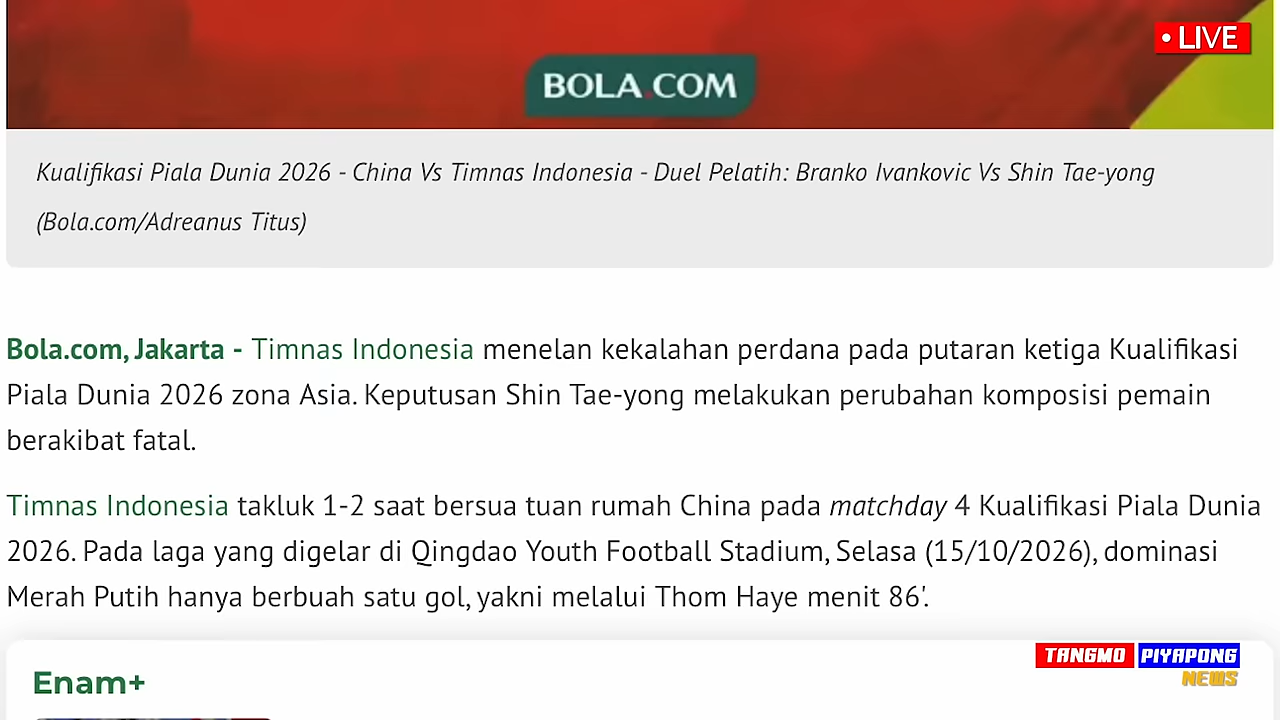 • LIVE
BOLA.COM
Kualifikasi Piala Dunia 2026 - China Vs Timnas Indonesia - Duel Pelatih: Branko Ivankovic Vs Shin Tae-yong
(Bola.com/Adreanus Titus)
Bola.com, Jakarta - Timnas Indonesia menelan kekalahan perdana pada putaran ketiga Kualifikasi
Piala Dunia 2026 zona Asia. Keputusan Shin Tae-yong melakukan perubahan komposisi pemain
berakibat fatal.
Timnas Indonesia takluk 1-2 saat bersua tuan rumah China pada matchday 4 Kualifikasi Piala Dunia
2026. Pada laga yang digelar di Qingdao Youth Football Stadium, Selasa (15/10/2026), dominasi
Merah Putih hanya berbuah satu gol, yakni melalui Thom Haye menit 86'.
TANGMO PIYAPONG
NEWS
Enam+